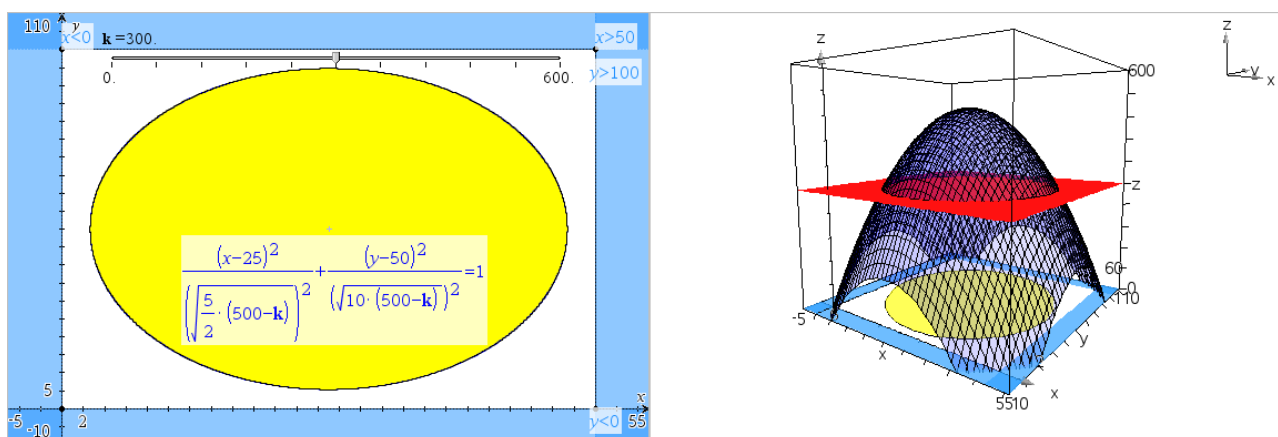 110 y
x<0 k =300. x>50
0. 600. y>100
(x−25)²/(√(5/2·(500−k)))² + (y−50)²/(√(10·(500−k)))² =1
5
x
-5 2 y<0 55
-10
z
z
y
x
600
z
60
0
110
-5
x
y
x
5510